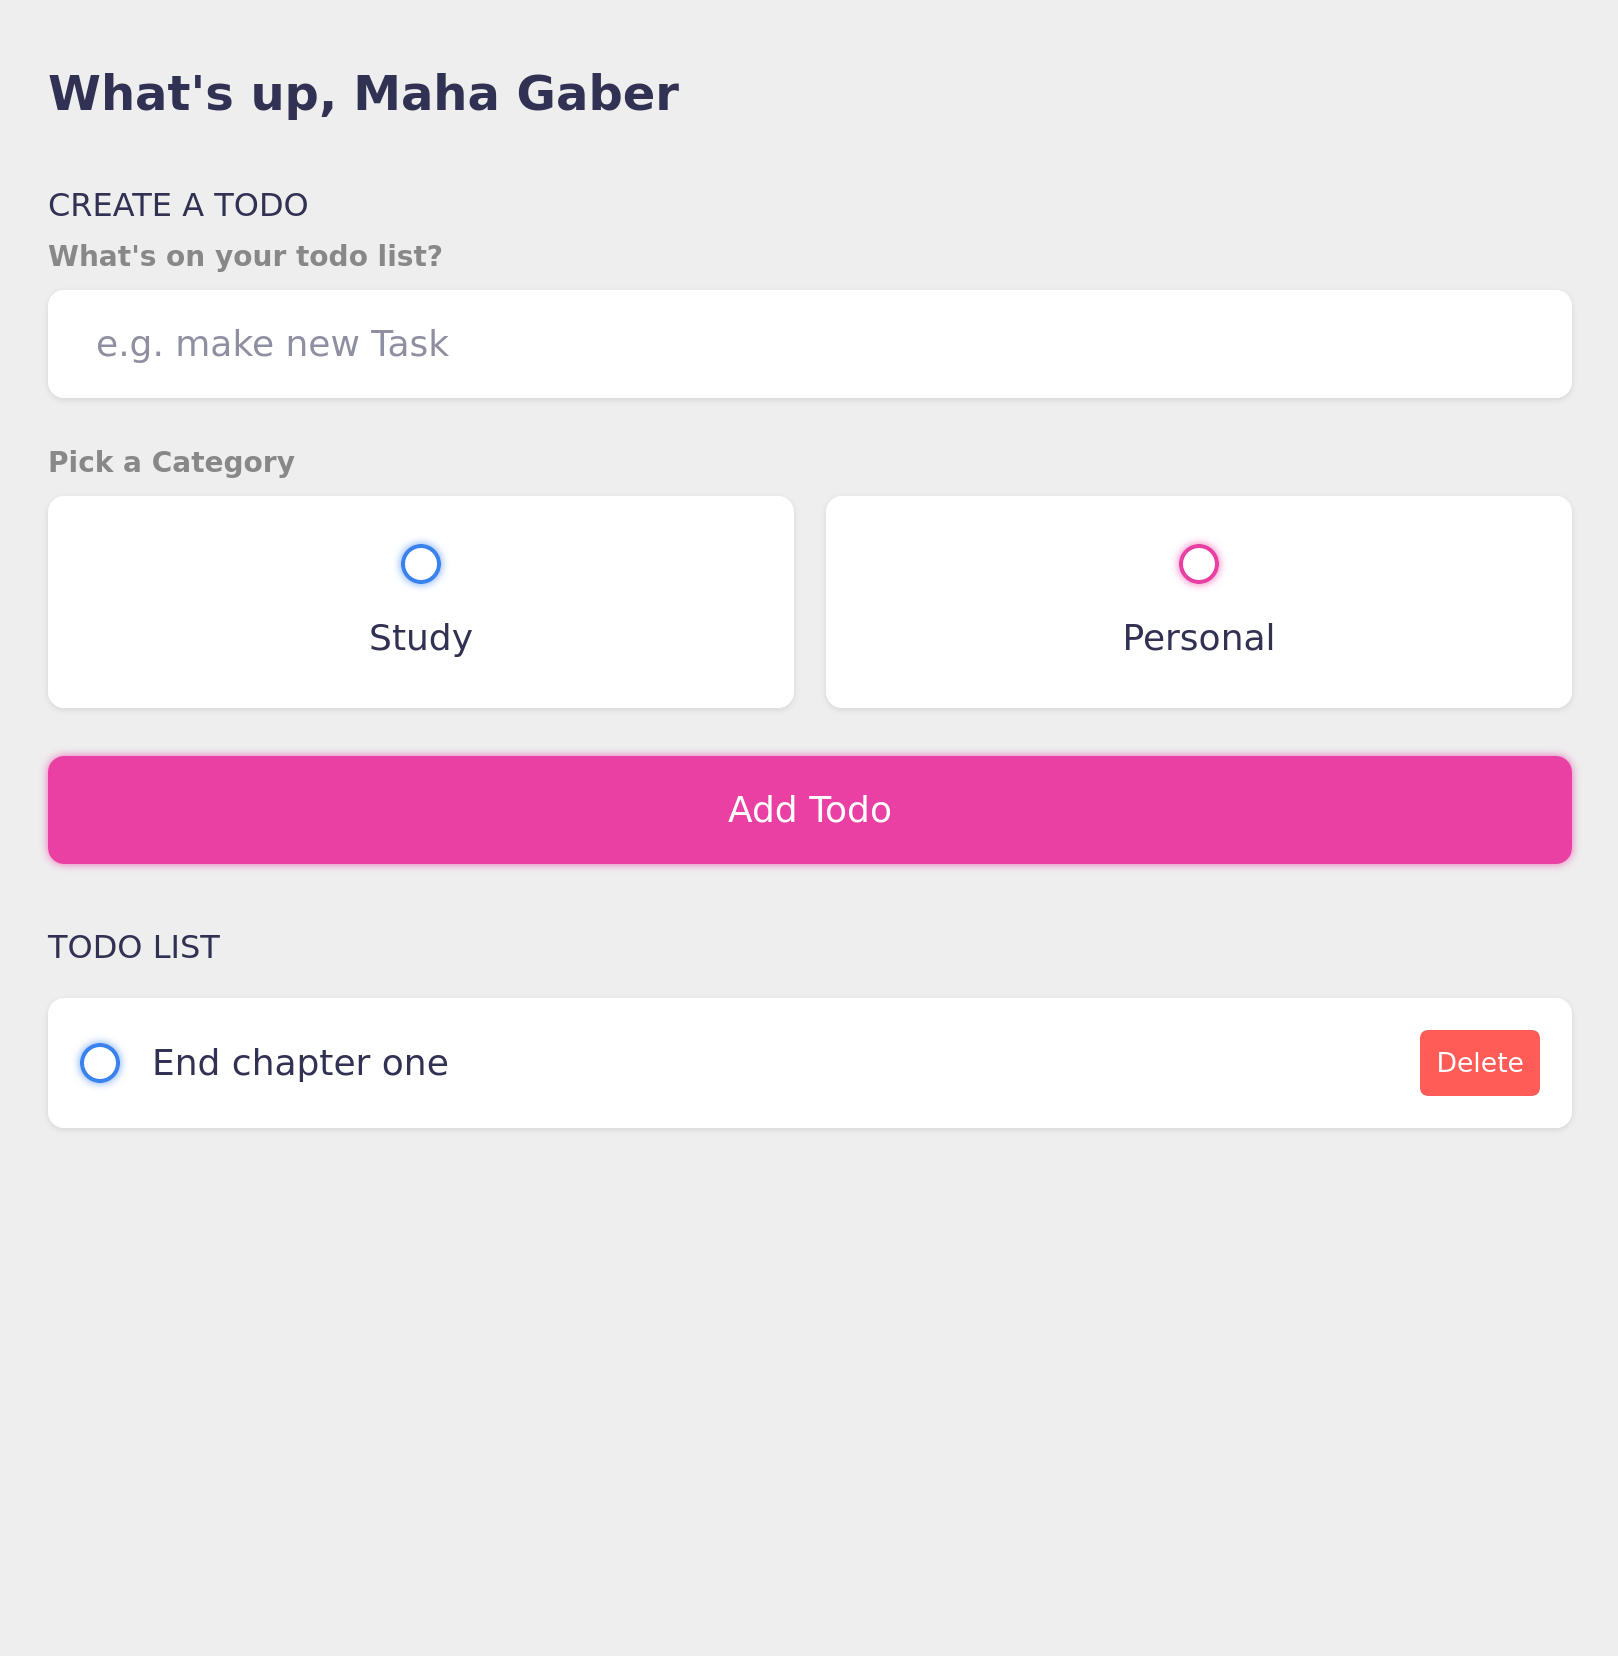 What's up, Maha Gaber
CREATE A TODO
What's on your todo list?
e.g. make new Task
Pick a Category
Study
Personal
Add Todo
TODO LIST
End chapter one
Delete